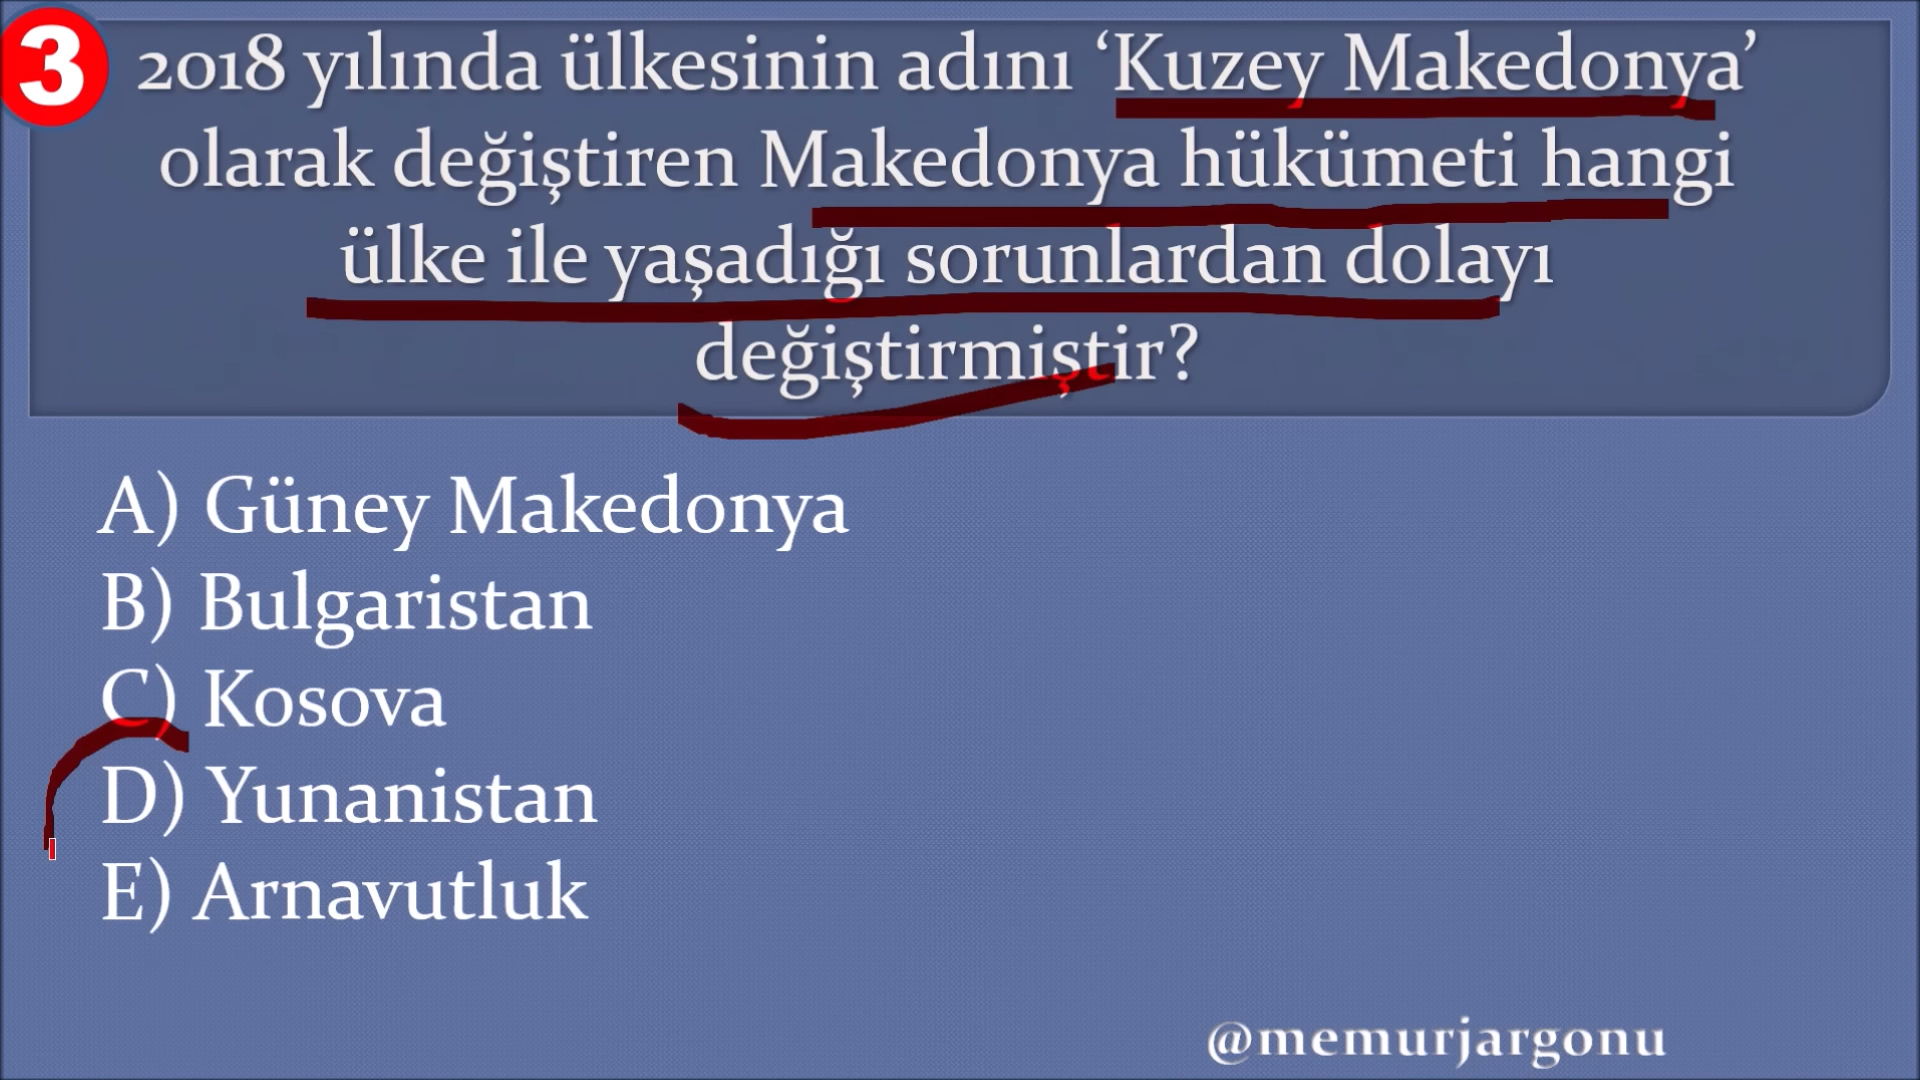 3
2018 yılında ülkesinin adını ‘Kuzey Makedonya’
olarak değiştiren Makedonya hükümeti hangi
ülke ile yaşadığı sorunlardan dolayı
değiştirmiştir?
A) Güney Makedonya
B) Bulgaristan
C) Kosova
D) Yunanistan
E) Arnavutluk
@memurjargonu